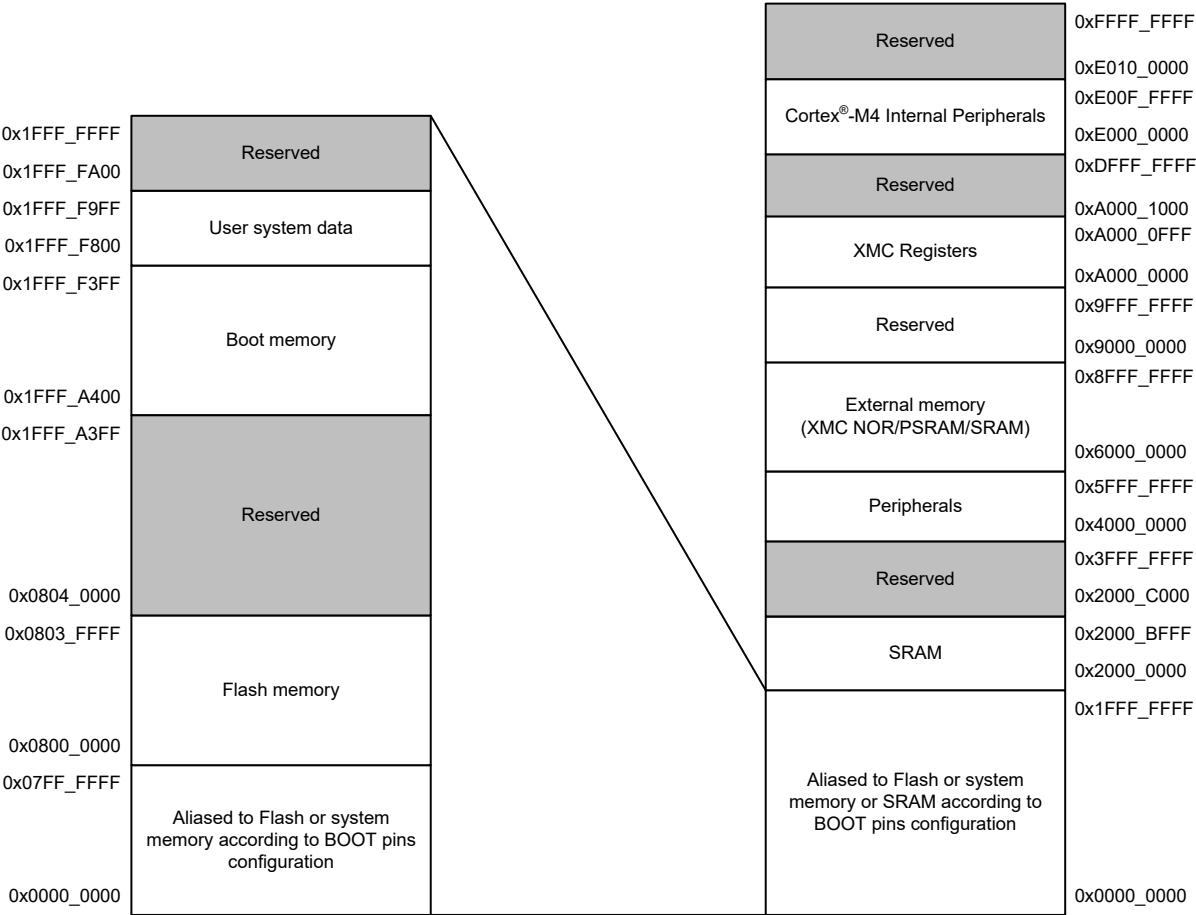 0x1FFF_FFFF
Reserved
0x1FFF_FA00
0x1FFF_F9FF
User system data
0x1FFF_F800
0x1FFF_F3FF
Boot memory
0x1FFF_A400
0x1FFF_A3FF
Reserved
0x0804_0000
0x0803_FFFF
Flash memory
0x0800_0000
0x07FF_FFFF
Aliased to Flash or system
memory according to BOOT pins
configuration
0x0000_0000
0xFFFF_FFFF
Reserved
0xE010_0000
0xE00F_FFFF
Cortex®-M4 Internal Peripherals
0xE000_0000
0xDFFF_FFFF
Reserved
0xA000_1000
0xA000_0FFF
XMC Registers
0xA000_0000
0x9FFF_FFFF
Reserved
0x9000_0000
0x8FFF_FFFF
External memory
(XMC NOR/PSRAM/SRAM)
0x6000_0000
0x5FFF_FFFF
Peripherals
0x4000_0000
0x3FFF_FFFF
Reserved
0x2000_C000
0x2000_BFFF
SRAM
0x2000_0000
0x1FFF_FFFF
Aliased to Flash or system
memory or SRAM according to
BOOT pins configuration
0x0000_0000